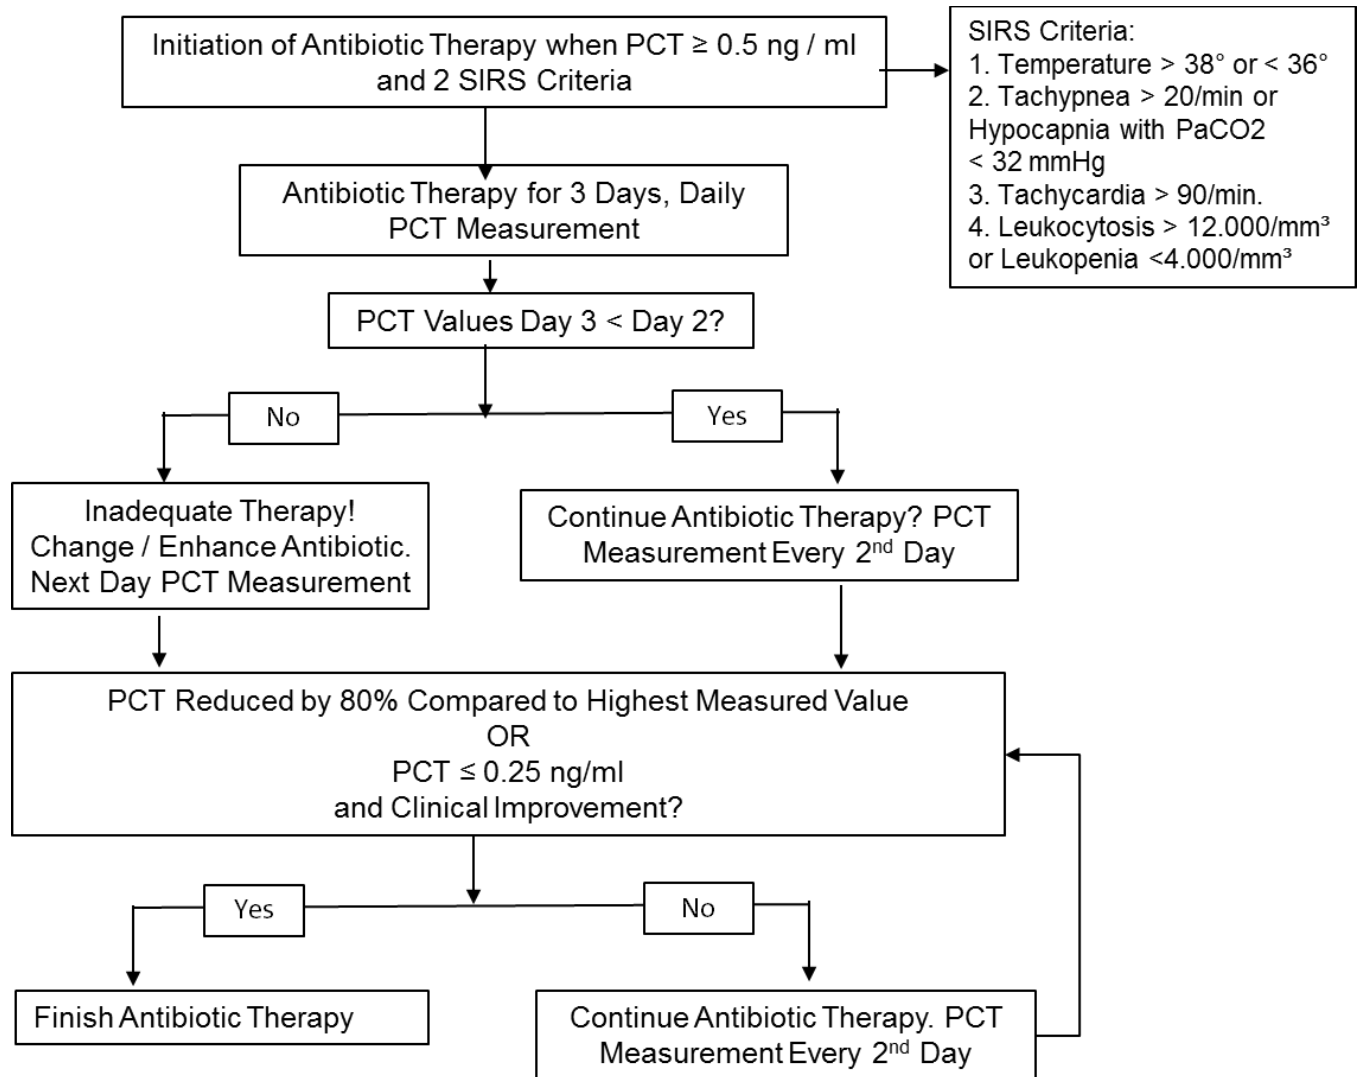 Initiation of Antibiotic Therapy when PCT ≥ 0.5 ng / ml
and 2 SIRS Criteria
SIRS Criteria:
1. Temperature > 38° or < 36°
2. Tachypnea > 20/min or
Hypocapnia with PaCO2
< 32 mmHg
3. Tachycardia > 90/min.
4. Leukocytosis > 12.000/mm³
or Leukopenia <4.000/mm³
Antibiotic Therapy for 3 Days, Daily
PCT Measurement
PCT Values Day 3 < Day 2?
No
Yes
Inadequate Therapy!
Change / Enhance Antibiotic.
Next Day PCT Measurement
Continue Antibiotic Therapy? PCT
Measurement Every 2nd Day
PCT Reduced by 80% Compared to Highest Measured Value
OR
PCT ≤ 0.25 ng/ml
and Clinical Improvement?
Yes
No
Finish Antibiotic Therapy
Continue Antibiotic Therapy. PCT
Measurement Every 2nd Day